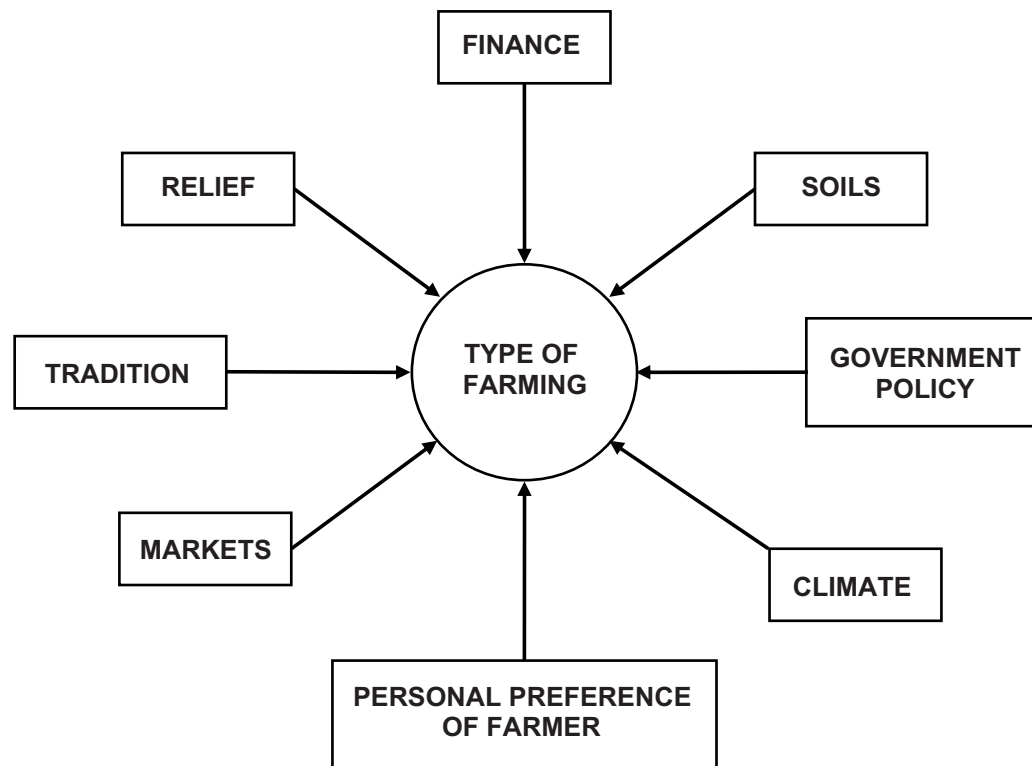 FINANCE
RELIEF
SOILS
TRADITION
TYPE OF
FARMING
GOVERNMENT
POLICY
MARKETS
CLIMATE
PERSONAL PREFERENCE
OF FARMER